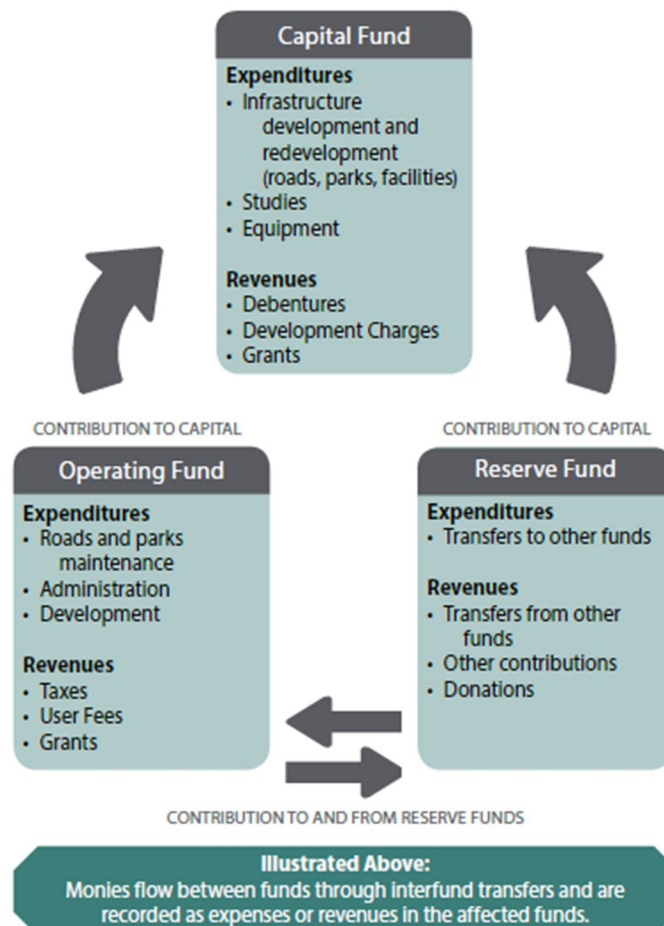 Capital Fund
Expenditures
• Infrastructure
development and
redevelopment
(roads, parks, facilities)
• Studies
• Equipment
Revenues
• Debentures
• Development Charges
• Grants
CONTRIBUTION TO CAPITAL
Operating Fund
Expenditures
• Roads and parks
maintenance
• Administration
• Development
Revenues
• Taxes
• User Fees
• Grants
CONTRIBUTION TO CAPITAL
Reserve Fund
Expenditures
• Transfers to other funds
Revenues
• Transfers from other
funds
• Other contributions
• Donations
CONTRIBUTION TO AND FROM RESERVE FUNDS
Illustrated Above:
Monies flow between funds through interfund transfers and are
recorded as expenses or revenues in the affected funds.